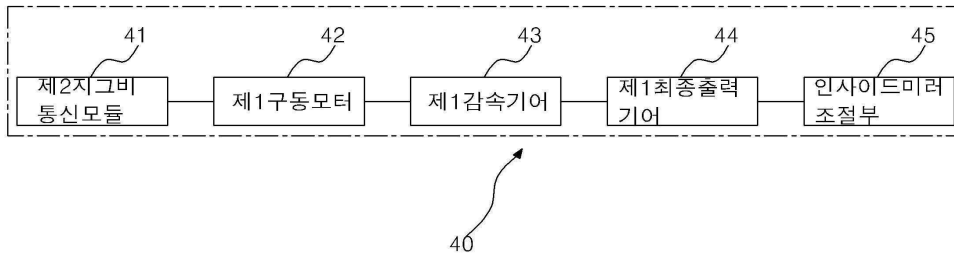 41
42
43
44
45
제2지그비
통신모듈
제1구동모터
제1감속기어
제1최종출력
기어
인사이드미러
조절부
40